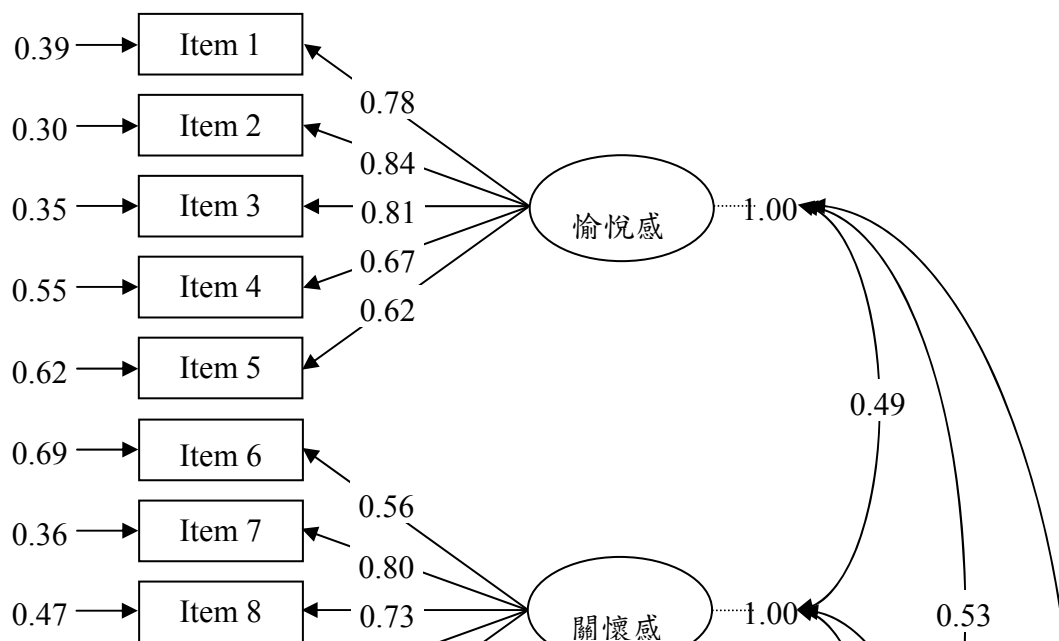 0.39 Item 1
0.78
0.30 Item 2
0.84
0.35 Item 3 0.81 愉悅感 1.00
0.67
0.55 Item 4
0.62
0.62 Item 5
0.49
0.69 Item 6
0.56
0.36 Item 7
0.80
0.47 Item 8 0.73 關懷感 1.00 0.53